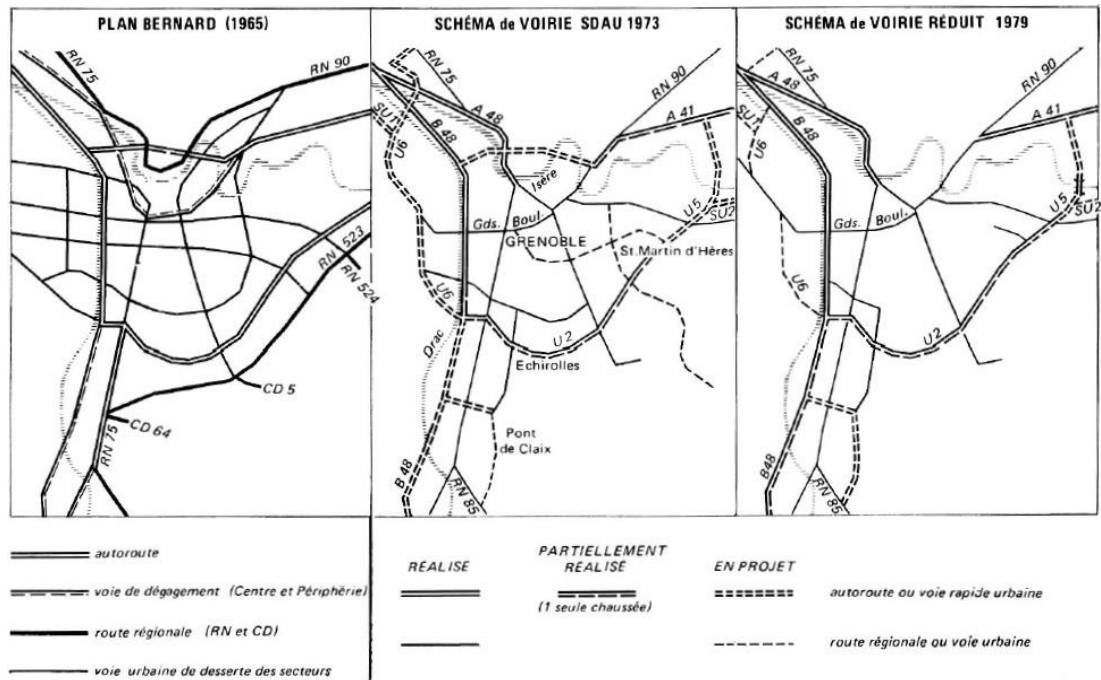 PLAN BERNARD (1965)
RN 75
RN 90
RN 523
RN 524
CD 5
CD 64
RN 75
SCHÉMA de VOIRIE SDAU 1973
RN 75
RN 90
A 48
A 41
SU1
B 48
U6
Isère
Gds. Boul.
GRENOBLE
U5
SU2
St. Martin d'Hères
U6
Drac
U2
Echirolles
Pont
de Claix
B 48
RN 85
SCHÉMA de VOIRIE RÉDUIT 1979
RN 75
RN 90
A 48
A 41
SU1
B 48
U6
Gds. Boul.
U5
SU2
U6
U2
B48
RN 85
autoroute
voie de dégagement (Centre et Périphèrie)
route régionale (RN et CD)
voie urbaine de desserte des secteurs
RÉALISÉ
PARTIELLEMENT
RÉALISÉ
(1 seule chaussée)
EN PROJET
autoroute ou voie rapide urbaine
route régionale ou voie urbaine